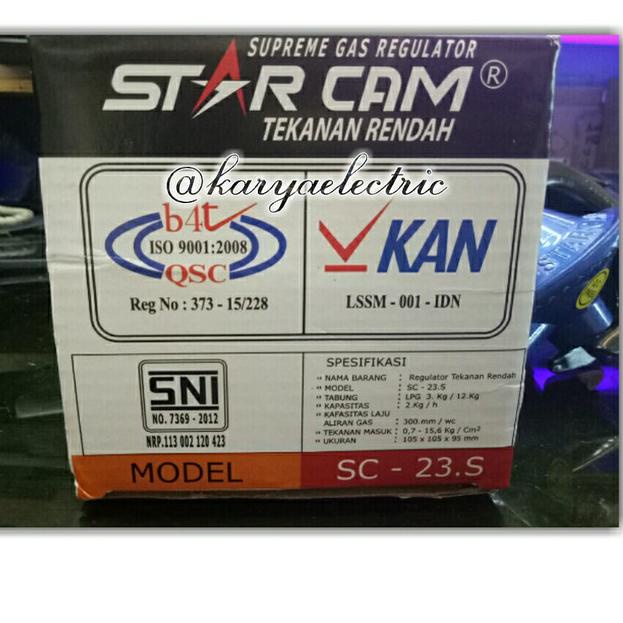 SUPREME GAS REGULATOR
STAR CAM ®
TEKANAN RENDAH
@karyaelectric
b4t
ISO 9001:2008
QSC
Reg No : 373 - 15/228
KAN
LSSM - 001 - IDN
SNI
NO. 7369 - 2012
NRP.113 002 120 423
SPESIFIKASI
" NAMA BARANG : Regulator Tekanan Rendah
" MODEL : SC - 23.S
" TABUNG : LPG 3. Kg / 12.Kg
" KAPASITAS : 2.Kg / h
" KAFASITAS LAJU
ALIRAN GAS : 300.mm / wc
" TEKANAN MASUK : 0,7 - 15,6 Kg / Cm²
" UKURAN : 105 x 105 x 95 mm
MODEL SC - 23.S